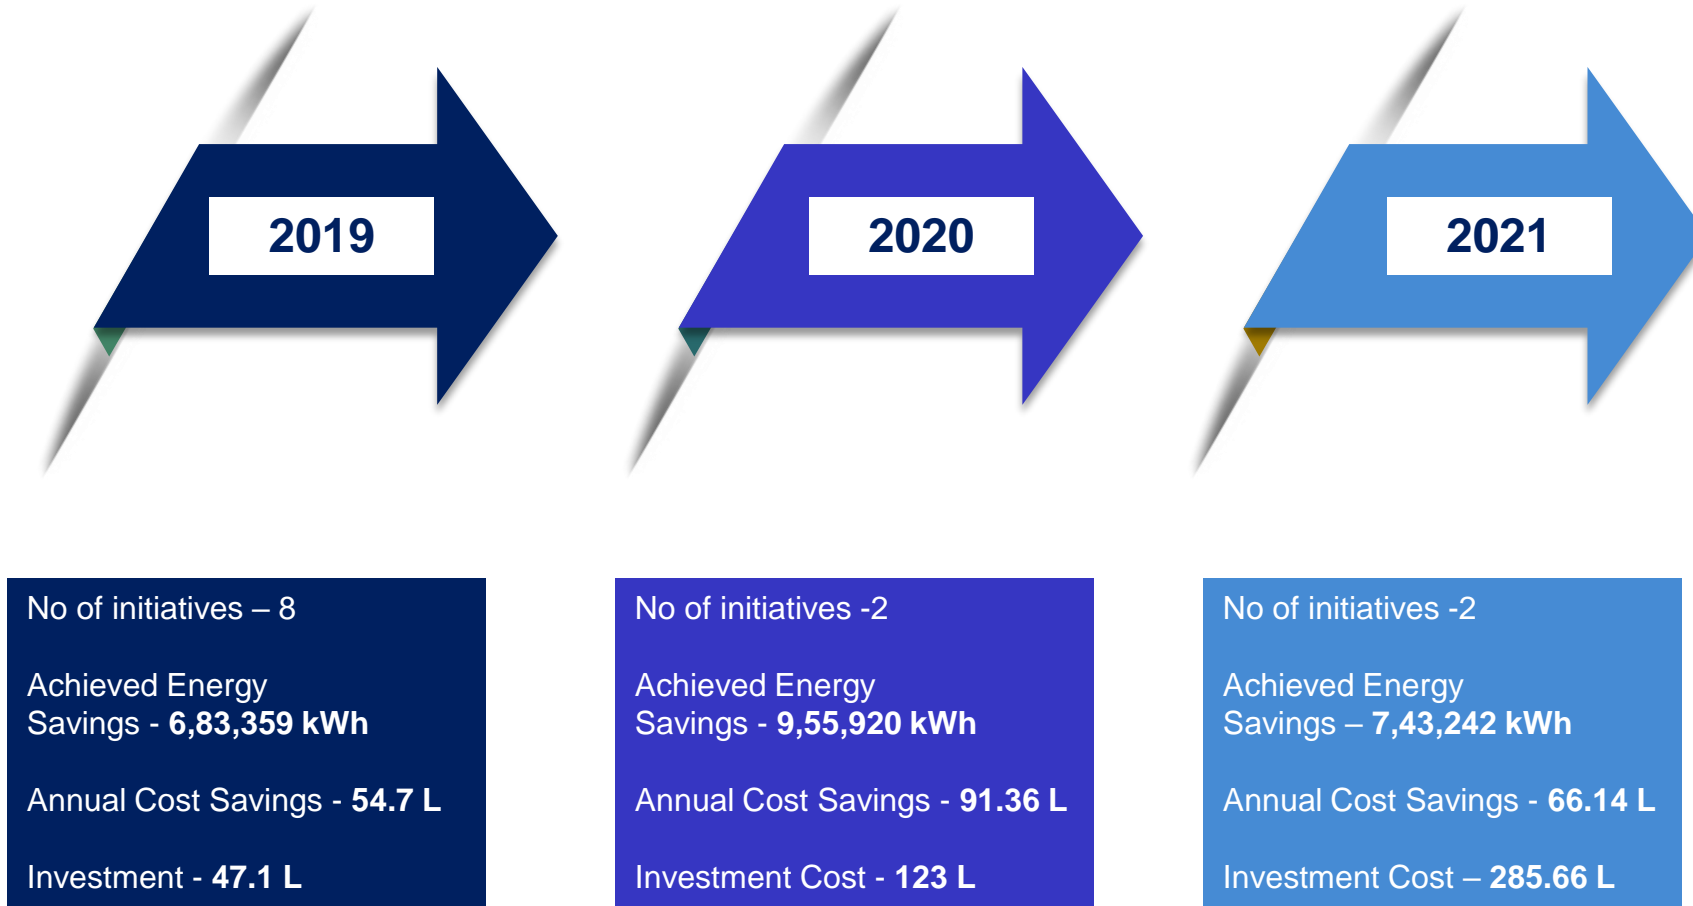 2019
2020
2021
No of initiatives – 8
Achieved Energy
Savings - 6,83,359 kWh
Annual Cost Savings - 54.7 L
Investment - 47.1 L
No of initiatives -2
Achieved Energy
Savings - 9,55,920 kWh
Annual Cost Savings - 91.36 L
Investment Cost - 123 L
No of initiatives -2
Achieved Energy
Savings – 7,43,242 kWh
Annual Cost Savings - 66.14 L
Investment Cost – 285.66 L